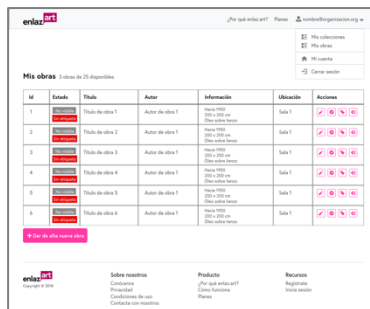 enlaz art
¿Por qué enlaz art? Planes nombre@organizacion.org
Mis colecciones
Mis obras
Mi cuenta
Cerrar sesión
Mis obras 3 obras de 25 disponibles
Id Estado Título Autor Información Ubicación Acciones
1 No visible Sin etiqueta Título de obra 1 Autor de obra 1 Hacia 1950 200 x 200 cm Óleo sobre lienzo Sala 1
2 No visible Sin etiqueta Título de obra 2 Autor de obra 1 Hacia 1950 200 x 200 cm Óleo sobre lienzo Sala 1
3 No visible Sin etiqueta Título de obra 3 Autor de obra 1 Hacia 1950 200 x 200 cm Óleo sobre lienzo Sala 1
4 No visible Sin etiqueta Título de obra 4 Autor de obra 1 Hacia 1950 200 x 200 cm Óleo sobre lienzo Sala 1
5 No visible Sin etiqueta Título de obra 5 Autor de obra 1 Hacia 1950 200 x 200 cm Óleo sobre lienzo Sala 1
6 No visible Sin etiqueta Título de obra 6 Autor de obra 1 Hacia 1950 200 x 200 cm Óleo sobre lienzo Sala 1
+ Dar de alta nueva obra
enlaz art
Copyright © 2018
Sobre nosotros
Conócenos
Privacidad
Condiciones de uso
Contacta con nosotros
Producto
¿Por qué enlaz art?
Cómo funciona
Planes
Recursos
Regístrate
Inicia sesión